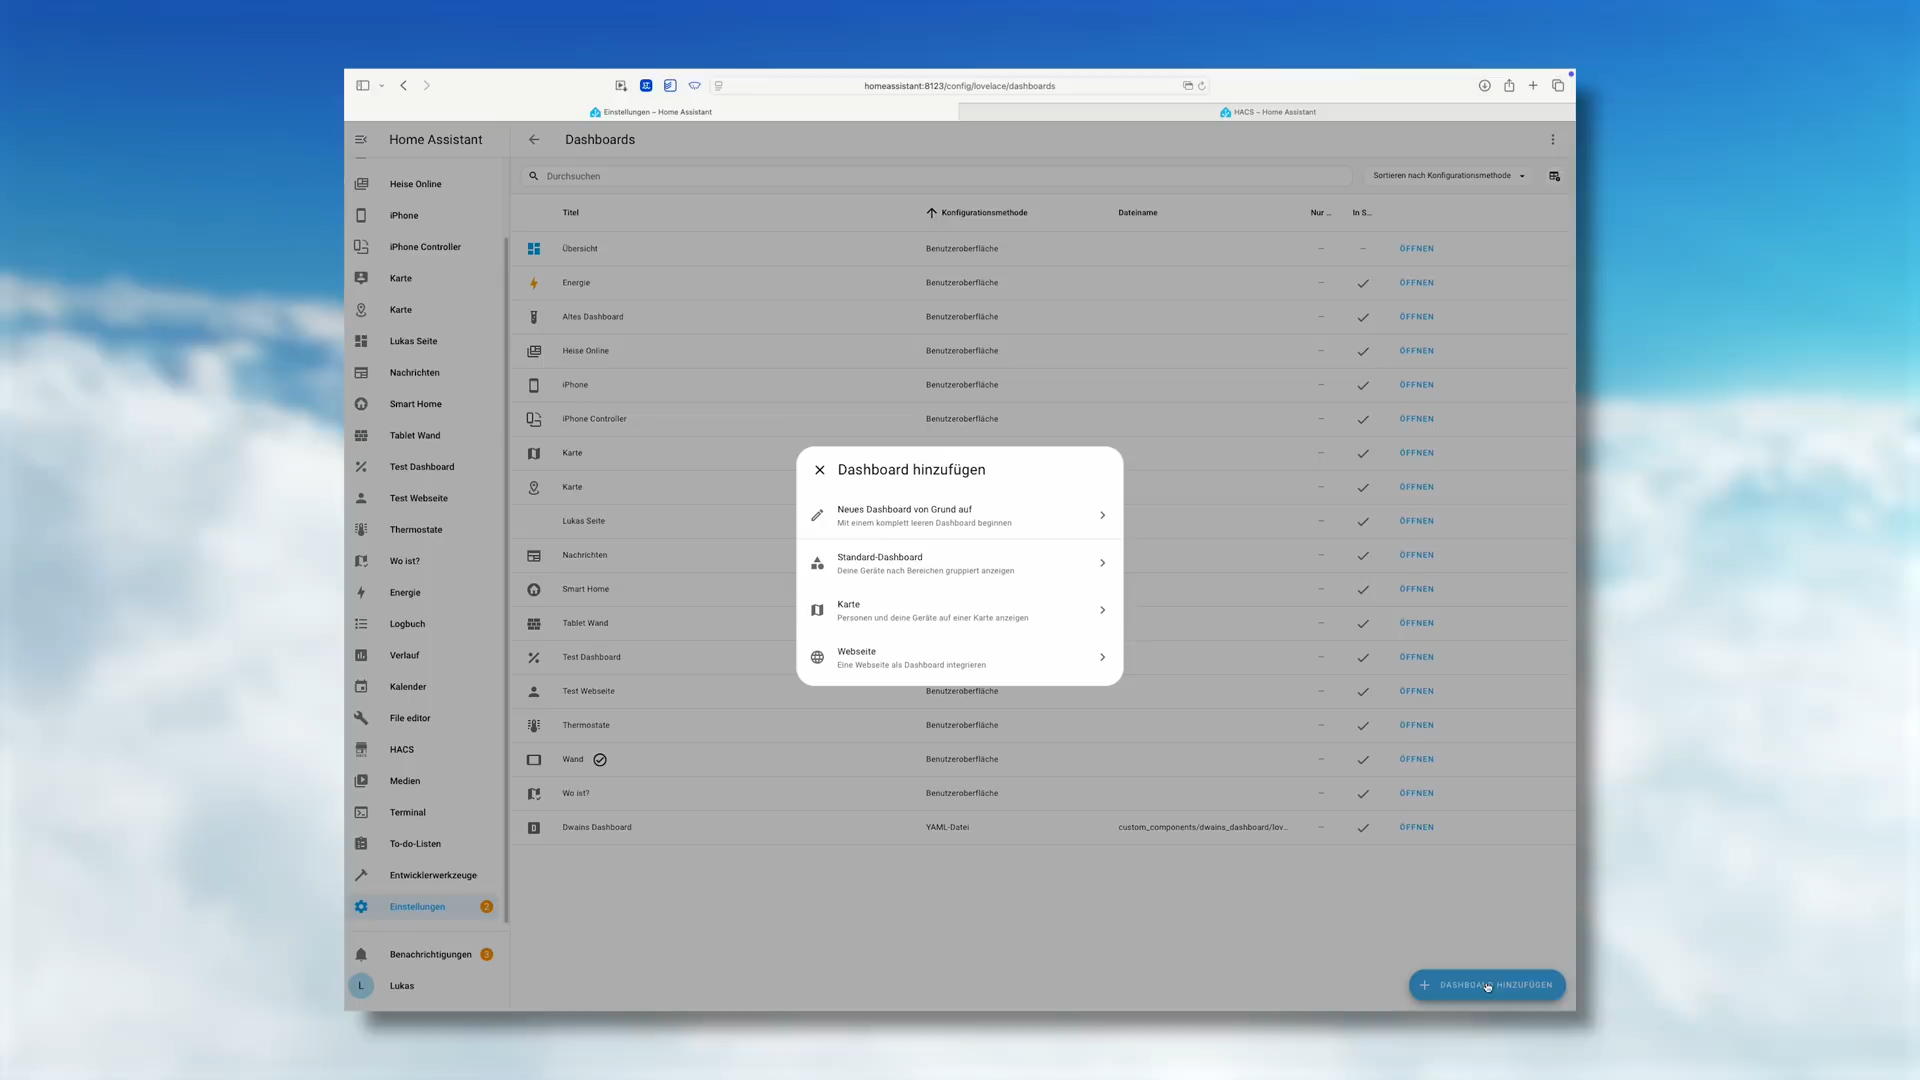 homeassistant:8123/config/lovelace/dashboards
Einstellungen – Home Assistant
HACS – Home Assistant
Home Assistant
Dashboards
Heise Online
iPhone
iPhone Controller
Karte
Karte
Lukas Seite
Nachrichten
Smart Home
Tablet Wand
Test Dashboard
Test Webseite
Thermostate
Wo ist?
Energie
Logbuch
Verlauf
Kalender
File editor
HACS
Medien
Terminal
To-do-Listen
Entwicklerwerkzeuge
Einstellungen 2
Benachrichtigungen 3
L Lukas
Durchsuchen
Sortieren nach Konfigurationsmethode
Titel Konfigurationsmethode Dateiname Nur ... In S...
Übersicht Benutzeroberfläche – – ÖFFNEN
Energie Benutzeroberfläche – ÖFFNEN
Altes Dashboard Benutzeroberfläche – ÖFFNEN
Heise Online Benutzeroberfläche – ÖFFNEN
iPhone Benutzeroberfläche – ÖFFNEN
iPhone Controller Benutzeroberfläche – ÖFFNEN
Karte – ÖFFNEN
Karte – ÖFFNEN
Lukas Seite – ÖFFNEN
Nachrichten – ÖFFNEN
Smart Home – ÖFFNEN
Tablet Wand – ÖFFNEN
Test Dashboard – ÖFFNEN
Test Webseite Benutzeroberfläche – ÖFFNEN
Thermostate Benutzeroberfläche – ÖFFNEN
Wand Benutzeroberfläche – ÖFFNEN
Wo ist? Benutzeroberfläche – ÖFFNEN
Dwains Dashboard YAML-Datei custom_components/dwains_dashboard/lov... – ÖFFNEN
Dashboard hinzufügen
Neues Dashboard von Grund auf
Mit einem komplett leeren Dashboard beginnen
Standard-Dashboard
Deine Geräte nach Bereichen gruppiert anzeigen
Karte
Personen und deine Geräte auf einer Karte anzeigen
Webseite
Eine Webseite als Dashboard integrieren
DASHBOARD HINZUFÜGEN